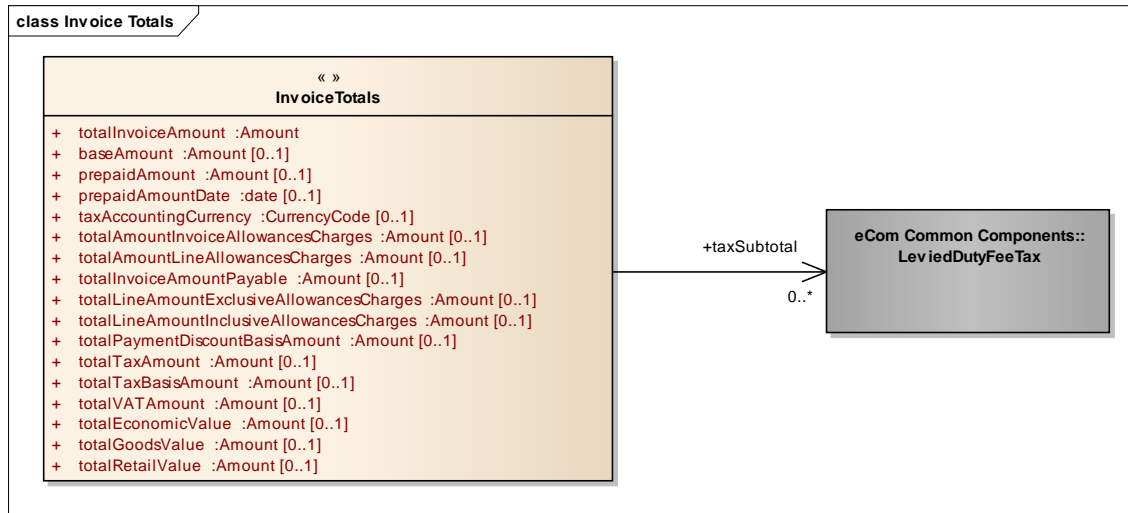 class Invoice Totals
« »
InvoiceTotals
+ totalInvoiceAmount :Amount
+ baseAmount :Amount [0..1]
+ prepaidAmount :Amount [0..1]
+ prepaidAmountDate :date [0..1]
+ taxAccountingCurrency :CurrencyCode [0..1]
+ totalAmountInvoiceAllowancesCharges :Amount [0..1]
+ totalAmountLineAllowancesCharges :Amount [0..1]
+ totalInvoiceAmountPayable :Amount [0..1]
+ totalLineAmountExclusiveAllowancesCharges :Amount [0..1]
+ totalLineAmountInclusiveAllowancesCharges :Amount [0..1]
+ totalPaymentDiscountBasisAmount :Amount [0..1]
+ totalTaxAmount :Amount [0..1]
+ totalTaxBasisAmount :Amount [0..1]
+ totalVATAmount :Amount [0..1]
+ totalEconomicValue :Amount [0..1]
+ totalGoodsValue :Amount [0..1]
+ totalRetailValue :Amount [0..1]
+taxSubtotal
0..*
eCom Common Components::
LeviedDutyFeeTax